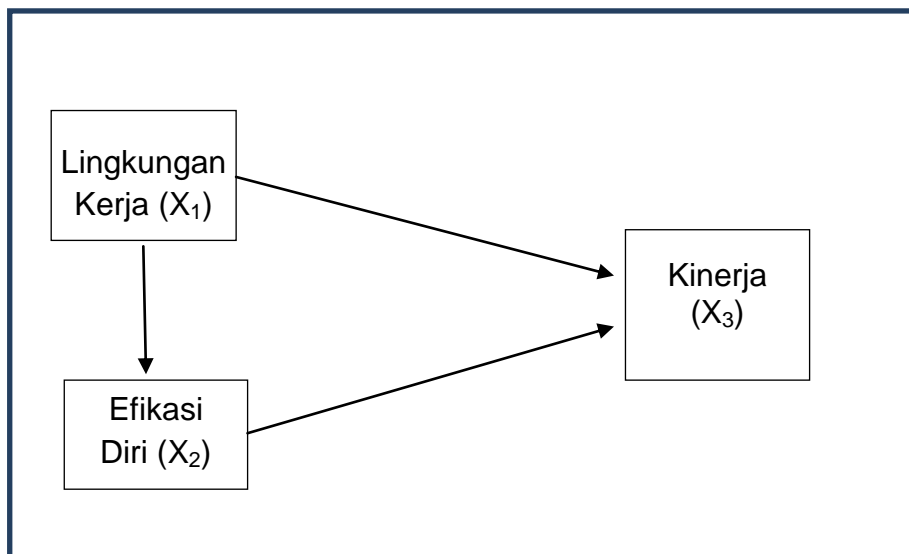 Lingkungan
Kerja (X₁)
Kinerja
(X₃)
Efikasi
Diri (X₂)